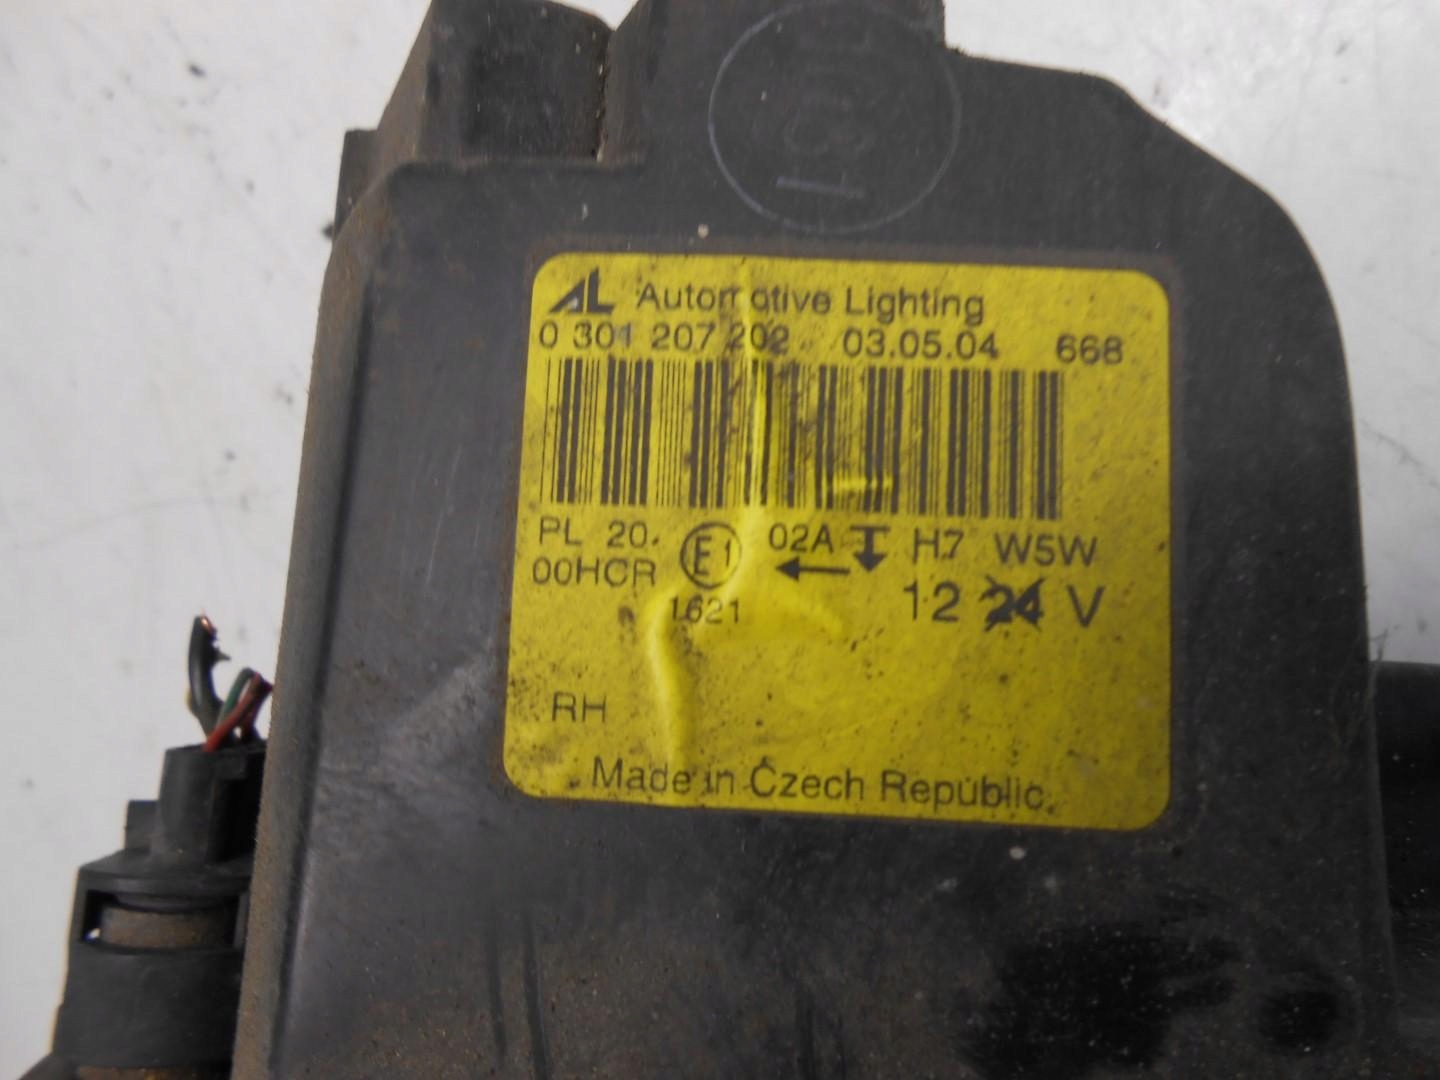 AL Automotive Lighting
0 301 207 202 03.05.04 668
PL 20. E1 02A H7 W5W
00HCR 12 24 V
1621
RH
Made in Czech Republic